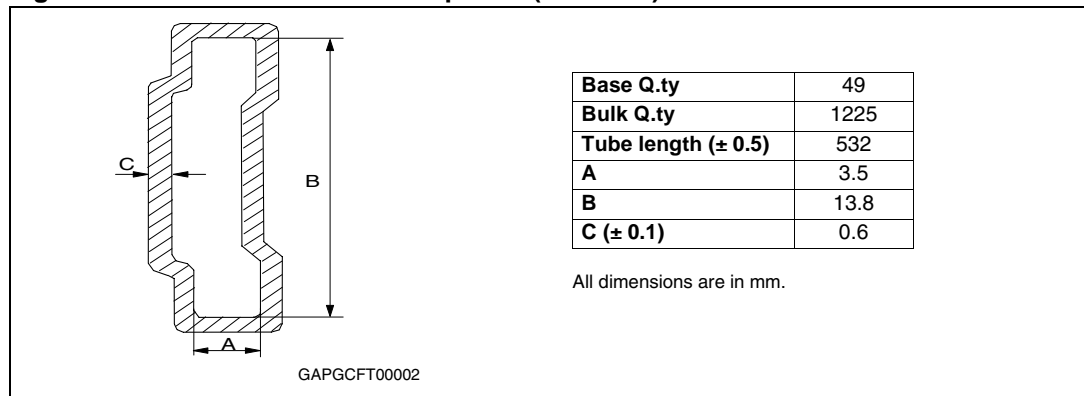 C
B
A
GAPGCFT00002
Base Q.ty 49
Bulk Q.ty 1225
Tube length (± 0.5) 532
A 3.5
B 13.8
C (± 0.1) 0.6
All dimensions are in mm.